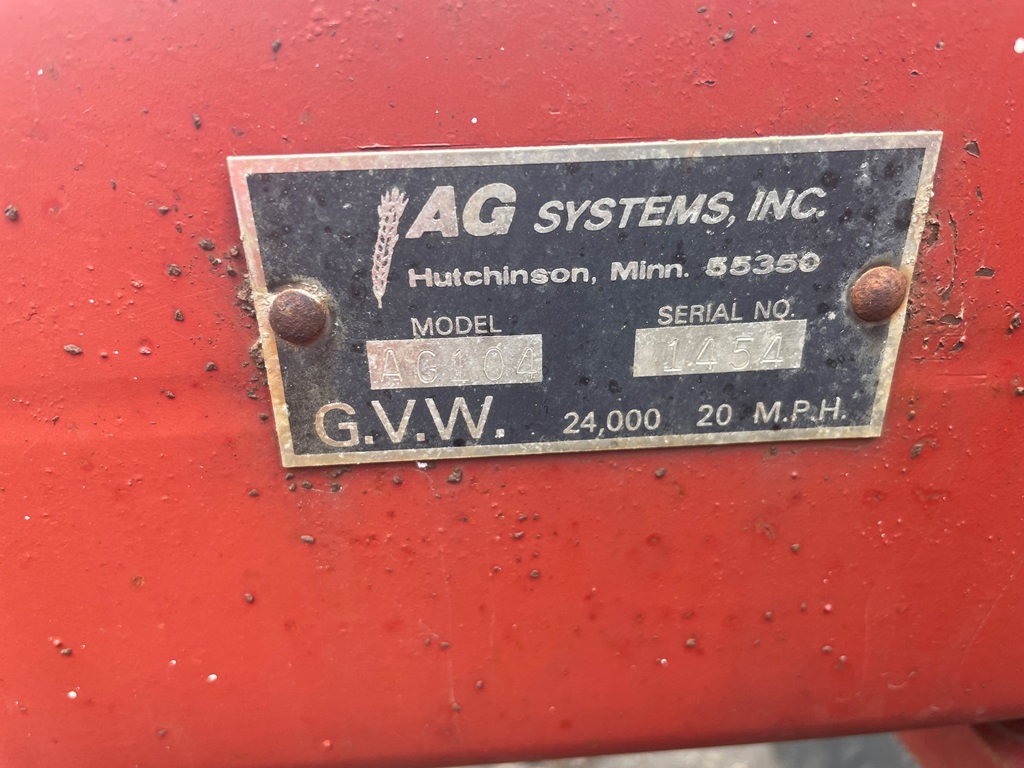 AG SYSTEMS, INC.
Hutchinson, Minn. 55350
MODEL SERIAL NO.
AG104 1454
G.V.W. 24,000 20 M.P.H.